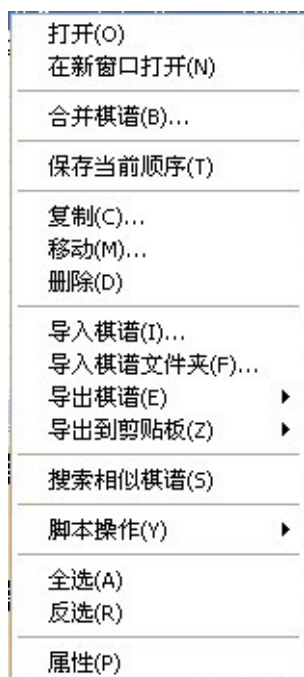 打开(O)
在新窗口打开(N)
合并棋谱(B)...
保存当前顺序(T)
复制(C)...
移动(M)...
删除(D)
导入棋谱(I)...
导入棋谱文件夹(F)...
导出棋谱(E)
导出到剪贴板(Z)
搜索相似棋谱(S)
脚本操作(Y)
全选(A)
反选(R)
属性(P)